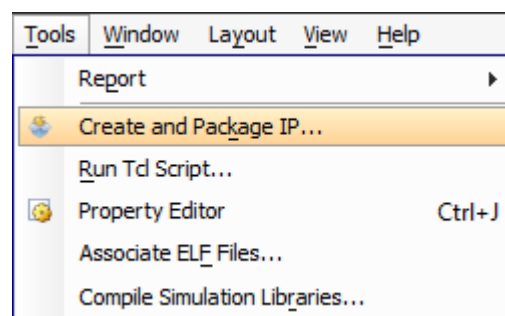 Tools Window Layout View Help
Report
Create and Package IP...
Run Tcl Script...
Property Editor Ctrl+J
Associate ELF Files...
Compile Simulation Libraries...